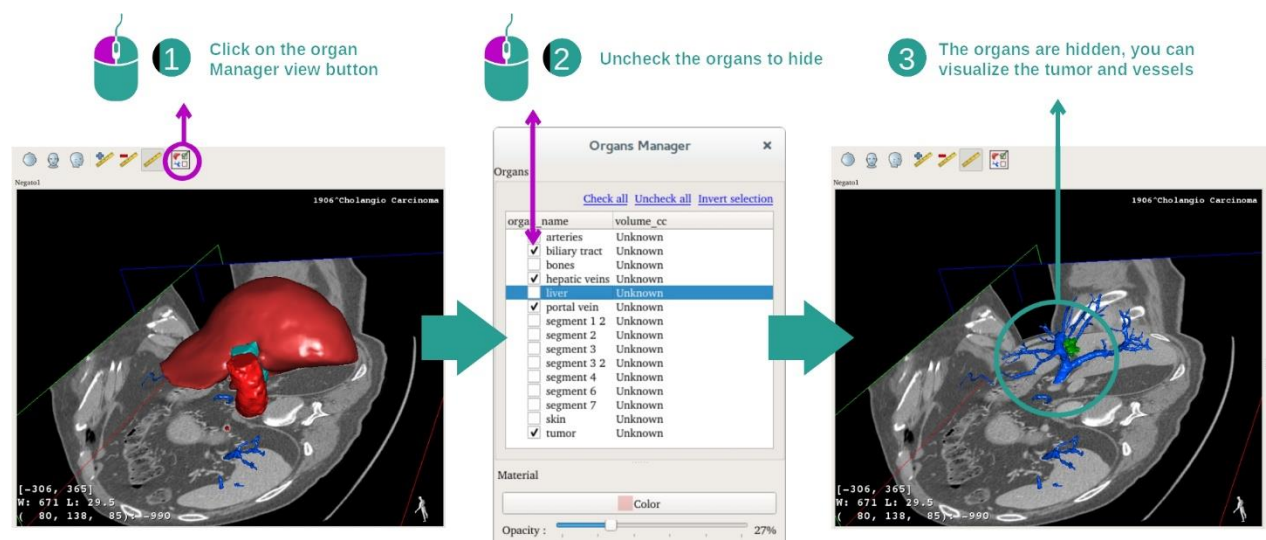 1 Click on the organ
Manager view button
2 Uncheck the organs to hide
3 The organs are hidden, you can
visualize the tumor and vessels
Negato1
1906^Cholangio Carcinoma
[-306, 365]
W: 671 L: 29.5
( 80, 138, 85): -990
Organs Manager ×
Organs
Check all Uncheck all Invert selection
organ_name volume_cc
arteries Unknown
biliary tract Unknown
bones Unknown
hepatic veins Unknown
liver Unknown
portal vein Unknown
segment 1 2 Unknown
segment 2 Unknown
segment 3 Unknown
segment 3 2 Unknown
segment 4 Unknown
segment 6 Unknown
segment 7 Unknown
skin Unknown
tumor Unknown
Material
Color
Opacity : 27%
Negato1
1906^Cholangio Carcinoma
[-306, 365]
W: 671 L: 29.5
( 80, 138, 85): -990